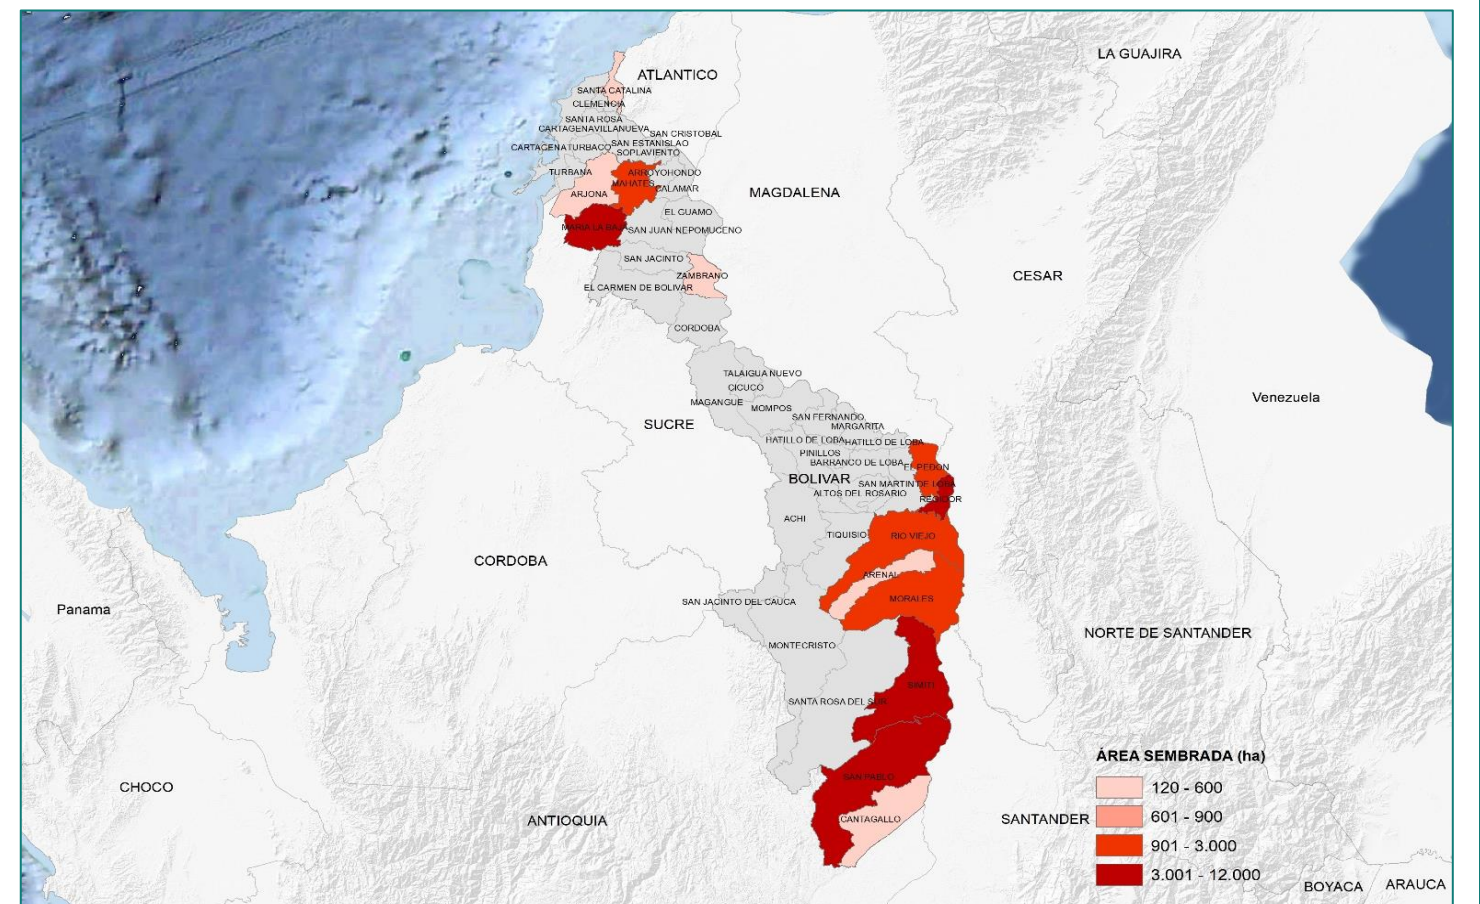 LA GUAJIRA
ATLANTICO
SANTA CATALINA
CLEMENCIA
SANTA ROSA
CARTAGENA
VILLANUEVA
SAN CRISTOBAL
CARTAGENA
TURBACO
SAN ESTANISLAO
SOPLAVIENTO
TURBANA
ARROYOHONDO
MAHATES
CALAMAR
ARJONA
MAGDALENA
EL GUAMO
MARIA LA BAJA
SAN JUAN NEPOMUCENO
SAN JACINTO
ZAMBRANO
CESAR
EL CARMEN DE BOLIVAR
CORDOBA
TALAIGUA NUEVO
CICUCO
MAGANGUE
MOMPOS
Venezuela
SAN FERNANDO
MARGARITA
SUCRE
HATILLO DE LOBA
HATILLO DE LOBA
PINILLOS
BARRANCO DE LOBA
EL PEÐON
BOLIVAR
SAN MARTIN DE LOBA
ALTOS DEL ROSARIO
REGIDOR
ACHI
TIQUISIO
RIO VIEJO
CORDOBA
ARENAL
MORALES
SAN JACINTO DEL CAUCA
Panama
NORTE DE SANTANDER
MONTECRISTO
SIMITI
SANTA ROSA DEL SUR
SAN PABLO
CHOCO
ANTIOQUIA
CANTAGALLO
SANTANDER
ÁREA SEMBRADA (ha)
120 - 600
601 - 900
901 - 3.000
3.001 - 12.000
BOYACA
ARAUCA